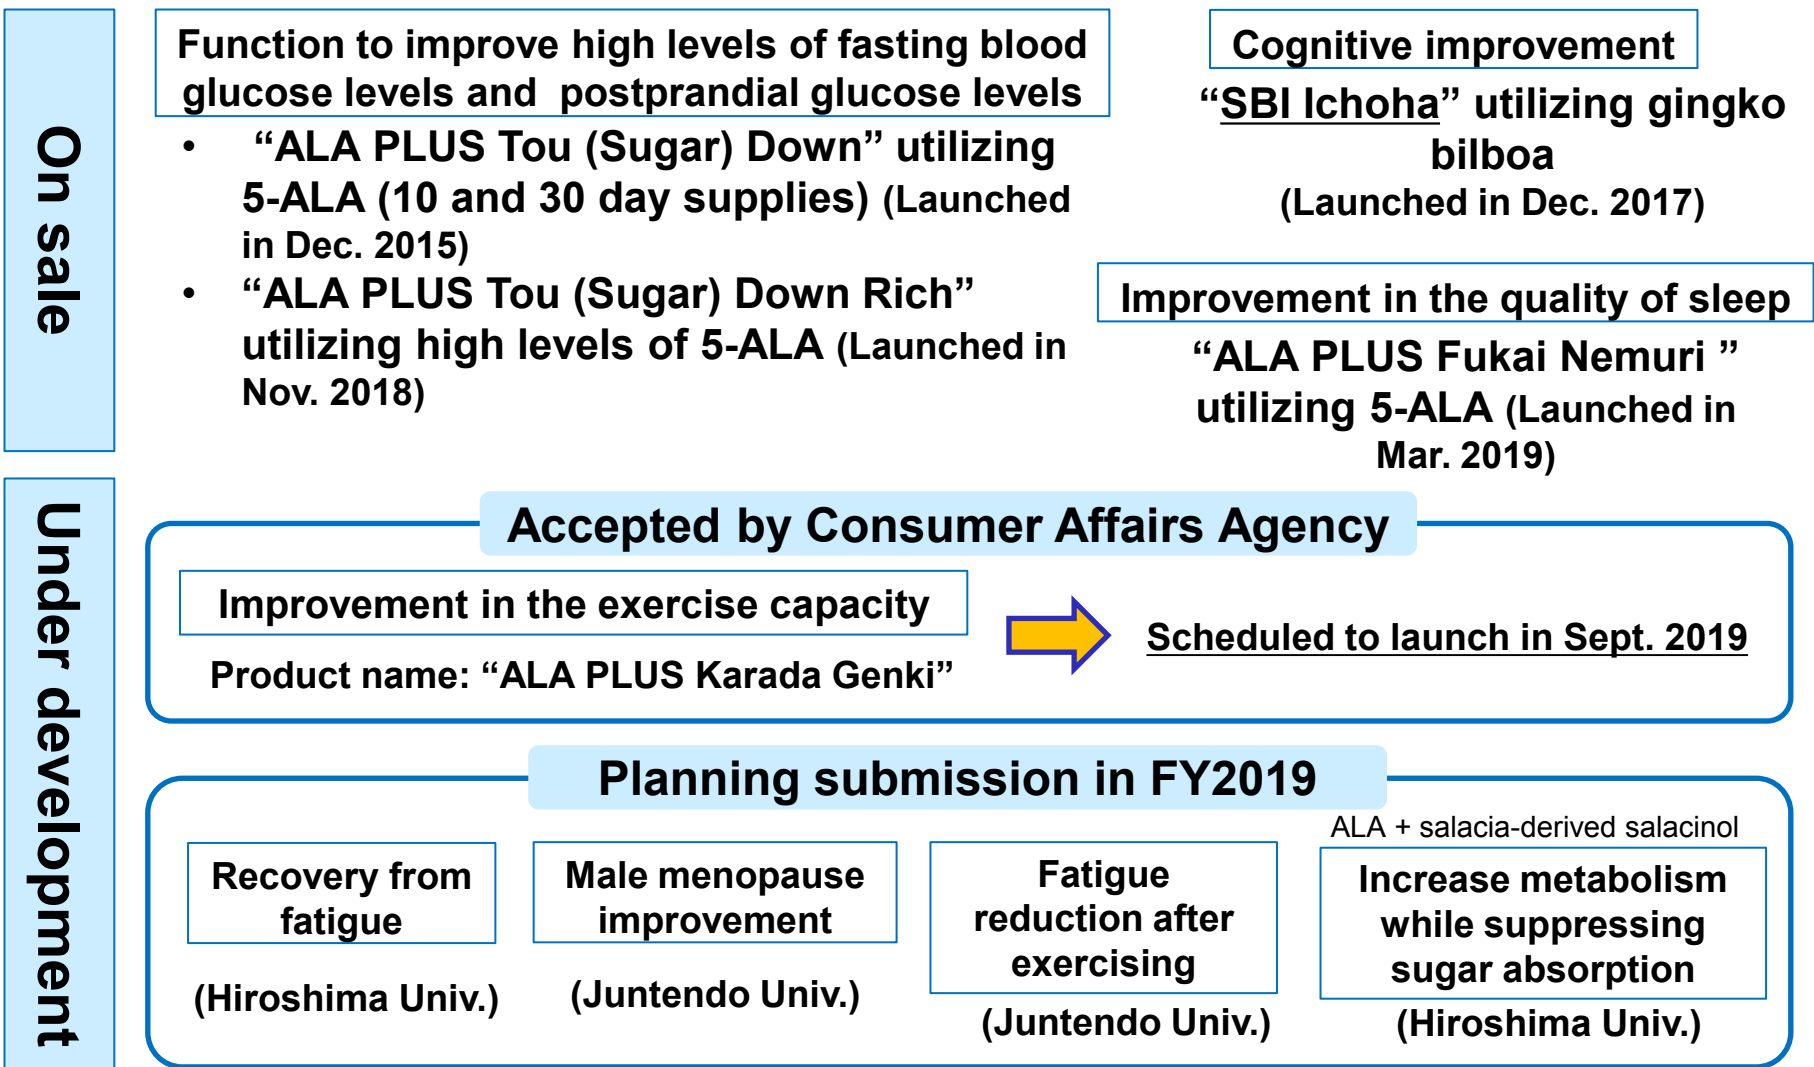 On sale
Function to improve high levels of fasting blood
glucose levels and  postprandial glucose levels
• “ALA PLUS Tou (Sugar) Down” utilizing
5-ALA (10 and 30 day supplies) (Launched
in Dec. 2015)
• “ALA PLUS Tou (Sugar) Down Rich”
utilizing high levels of 5-ALA (Launched in
Nov. 2018)
Cognitive improvement
“SBI Ichoha” utilizing gingko
bilboa
(Launched in Dec. 2017)
Improvement in the quality of sleep
“ALA PLUS Fukai Nemuri ”
utilizing 5-ALA (Launched in
Mar. 2019)
Under development
Accepted by Consumer Affairs Agency
Improvement in the exercise capacity
Product name: “ALA PLUS Karada Genki”
Scheduled to launch in Sept. 2019
Planning submission in FY2019
Recovery from
fatigue
(Hiroshima Univ.)
Male menopause
improvement
(Juntendo Univ.)
Fatigue
reduction after
exercising
(Juntendo Univ.)
ALA + salacia-derived salacinol
Increase metabolism
while suppressing
sugar absorption
(Hiroshima Univ.)